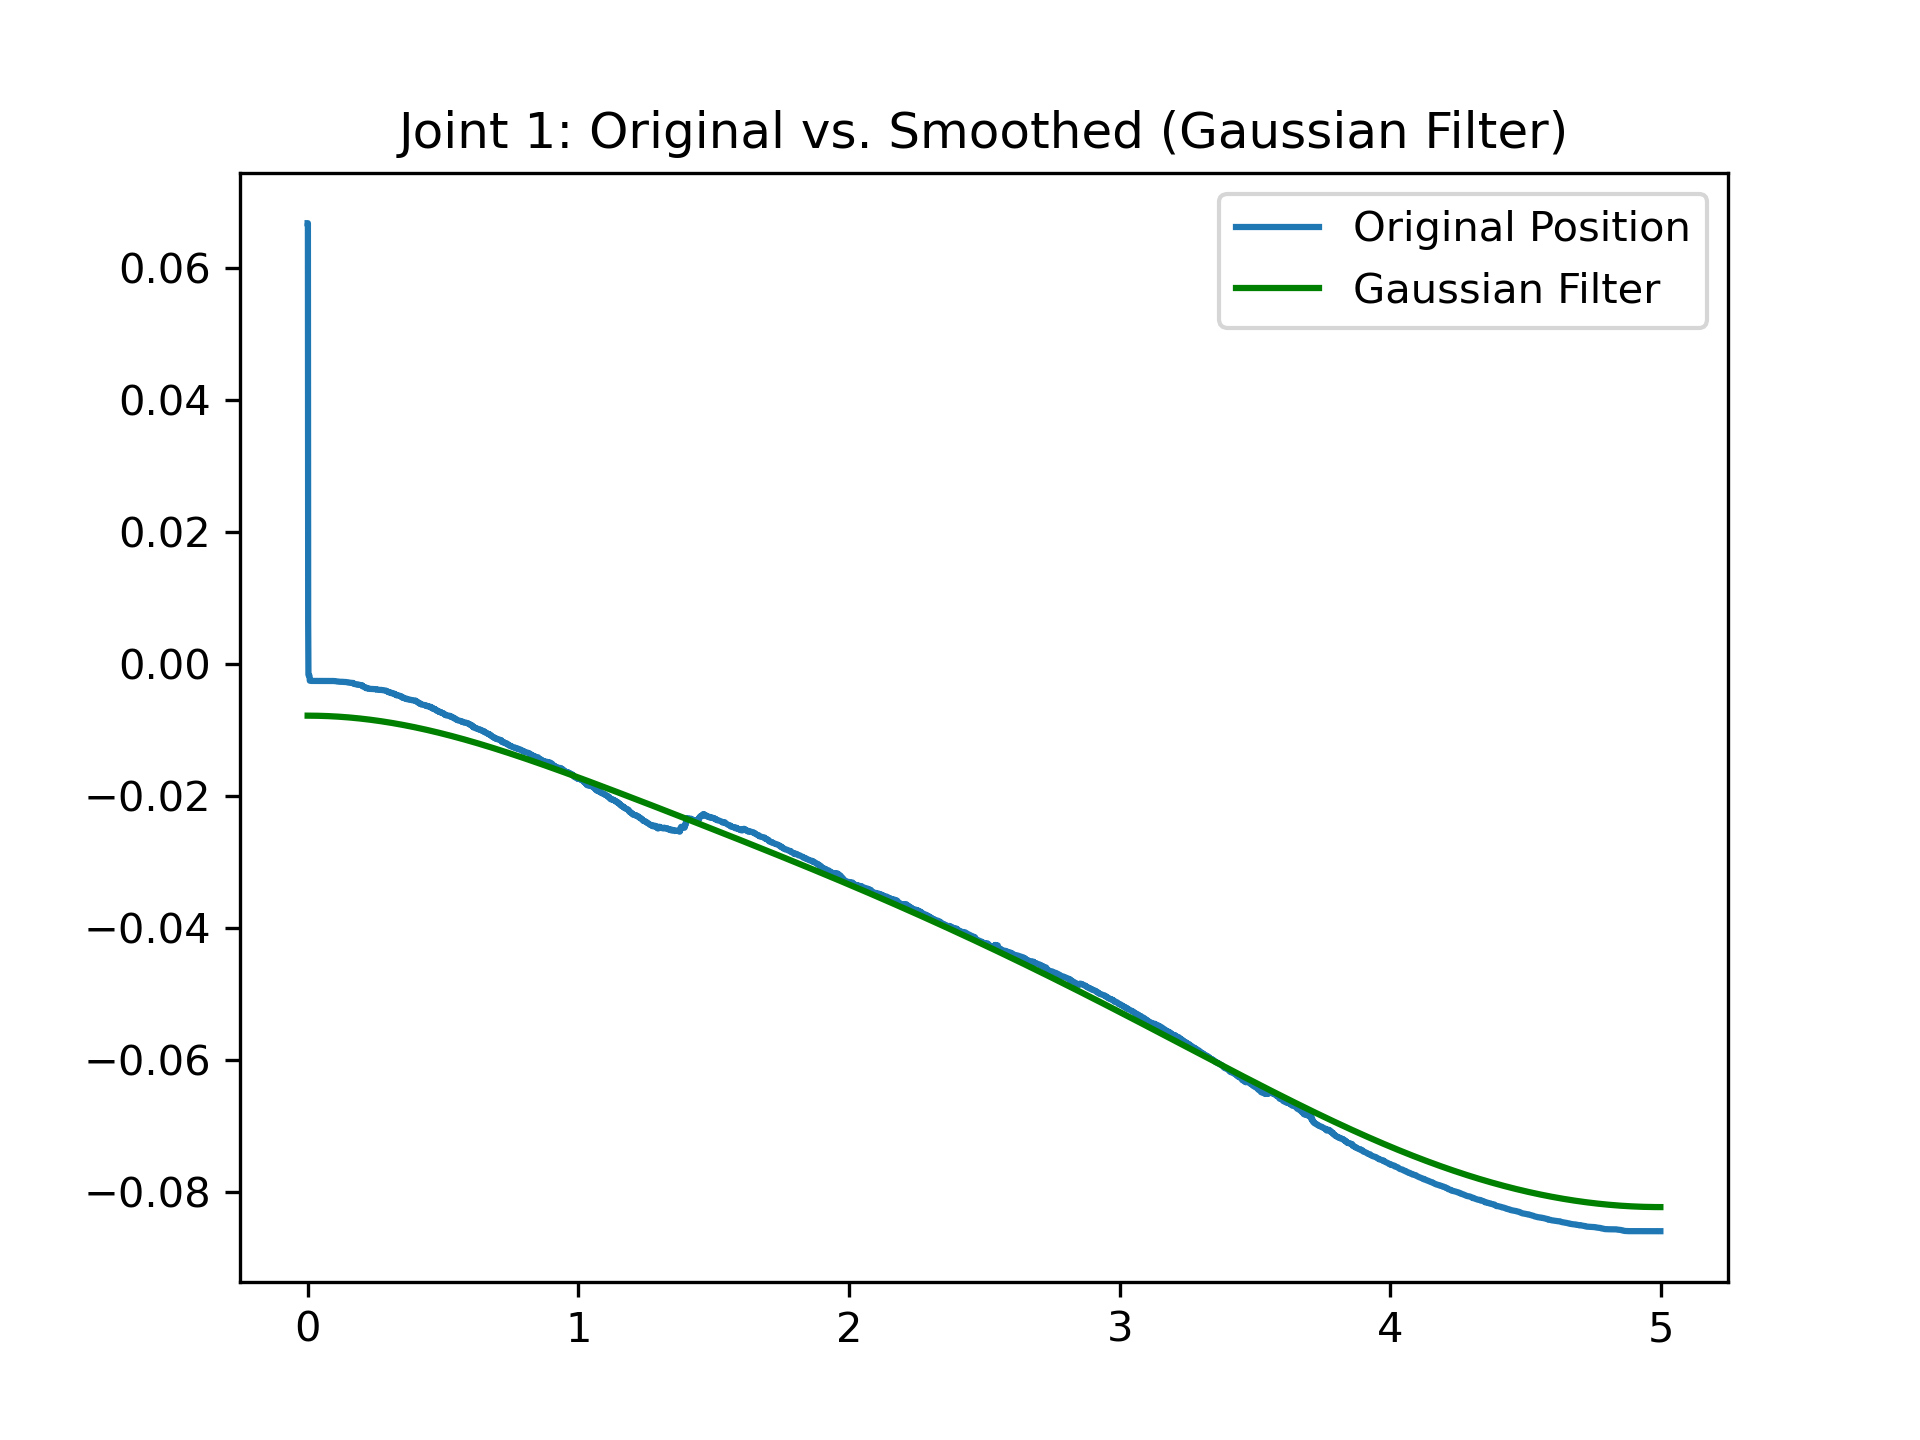 Joint 1: Original vs. Smoothed (Gaussian Filter)
Original Position
Gaussian Filter
0.06
0.04
0.02
0.00
−0.02
−0.04
−0.06
−0.08
0 1 2 3 4 5